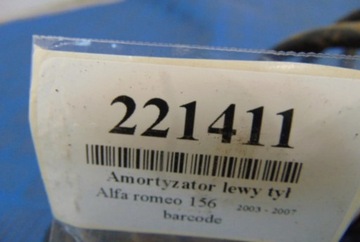 221411
Amortyzator lewy tył
Alfa romeo 156 2003 - 2007
barcode